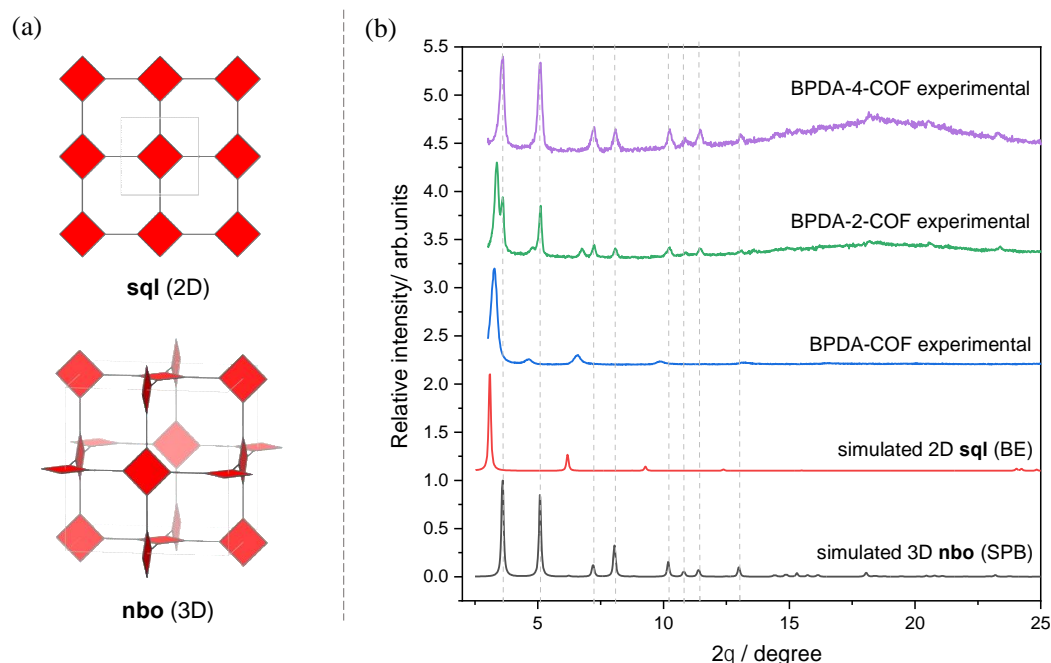 (a)
sql (2D)
nbo (3D)
(b)
Relative intensity/ arb.units
5.5
5.0
4.5
4.0
3.5
3.0
2.5
2.0
1.5
1.0
0.5
0.0
BPDA-4-COF experimental
BPDA-2-COF experimental
BPDA-COF experimental
simulated 2D sql (BE)
simulated 3D nbo (SPB)
5 10 15 20 25
2q / degree